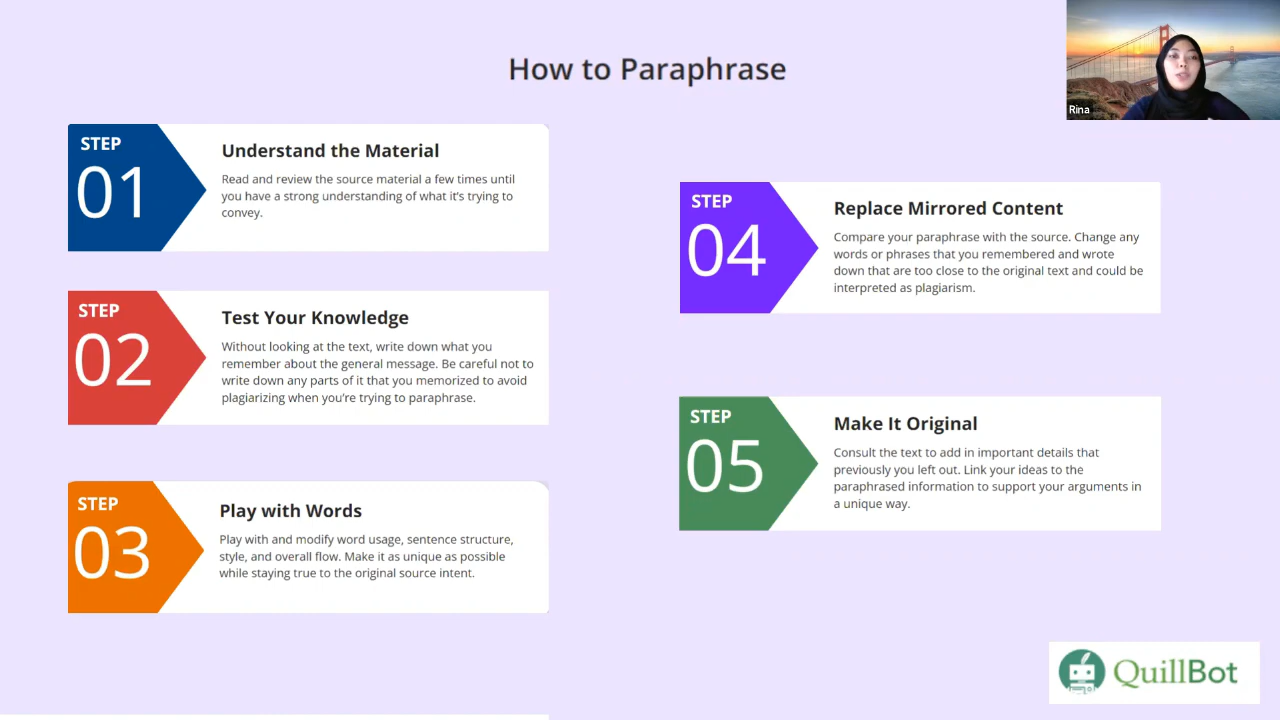 How to Paraphrase
Rina
STEP
01
Understand the Material
Read and review the source material a few times until
you have a strong understanding of what it's trying to
convey.
STEP
02
Test Your Knowledge
Without looking at the text, write down what you
remember about the general message. Be careful not to
write down any parts of it that you memorized to avoid
plagiarizing when you're trying to paraphrase.
STEP
03
Play with Words
Play with and modify word usage, sentence structure,
style, and overall flow. Make it as unique as possible
while staying true to the original source intent.
STEP
04
Replace Mirrored Content
Compare your paraphrase with the source. Change any
words or phrases that you remembered and wrote
down that are too close to the original text and could be
interpreted as plagiarism.
STEP
05
Make It Original
Consult the text to add in important details that
previously you left out. Link your ideas to the
paraphrased information to support your arguments in
a unique way.
QuillBot